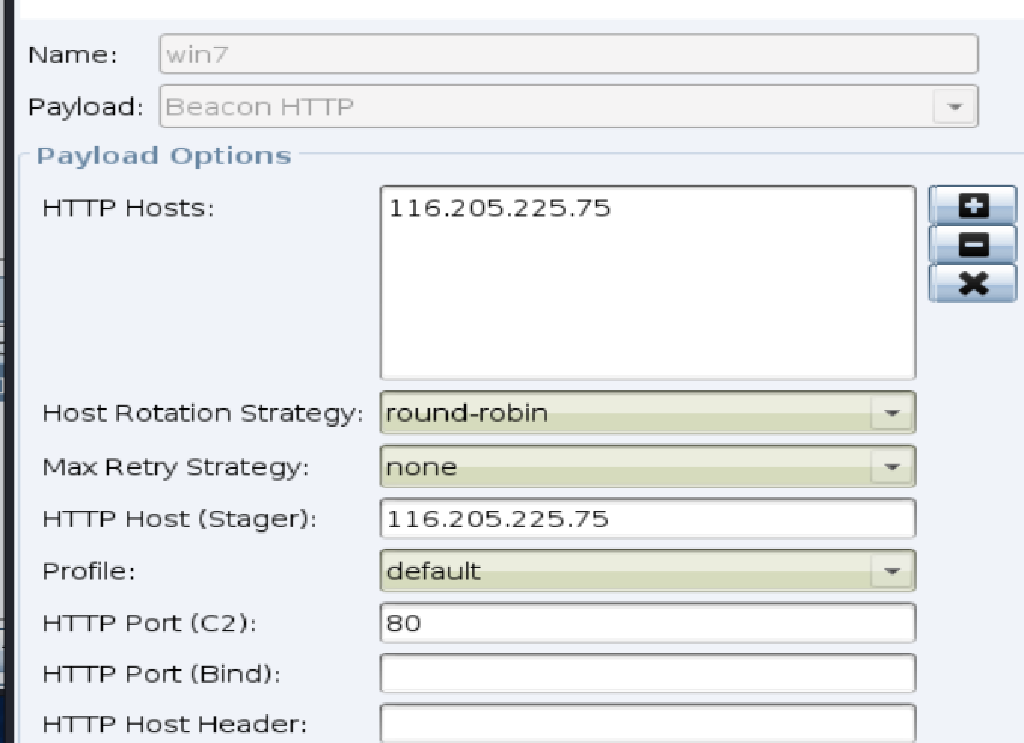 Name: win7
Payload: Beacon HTTP
Payload Options
HTTP Hosts: 116.205.225.75
Host Rotation Strategy: round-robin
Max Retry Strategy: none
HTTP Host (Stager): 116.205.225.75
Profile: default
HTTP Port (C2): 80
HTTP Port (Bind):
HTTP Host Header: